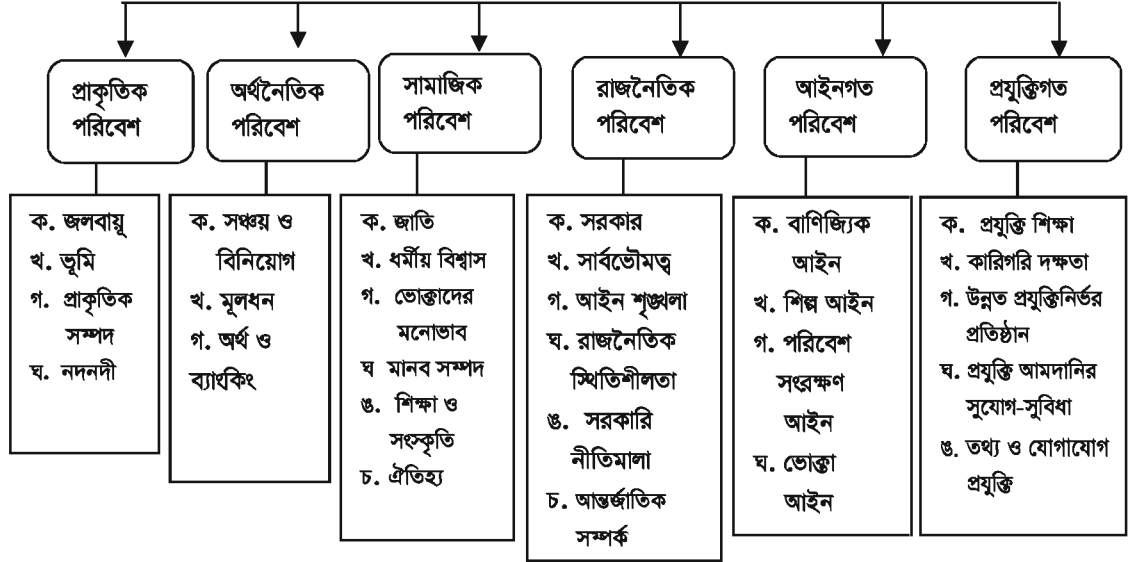 প্রাকৃতিক
পরিবেশ
অর্থনৈতিক
পরিবেশ
সামাজিক
পরিবেশ
রাজনৈতিক
পরিবেশ
আইনগত
পরিবেশ
প্রযুক্তিগত
পরিবেশ
ক. জলবায়ূ
খ. ভূমি
গ. প্রাকৃতিক
সম্পদ
ঘ. নদনদী
ক. সঞ্চয় ও
বিনিয়োগ
খ. মূলধন
গ. অর্থ ও
ব্যাংকিং
ক. জাতি
খ. ধর্মীয় বিশ্বাস
গ. ভোক্তাদের
মনোভাব
ঘ মানব সম্পদ
ঙ. শিক্ষা ও
সংস্কৃতি
চ. ঐতিহ্য
ক. সরকার
খ. সার্বভৌমত্ব
গ. আইন শৃঙ্খলা
ঘ. রাজনৈতিক
স্থিতিশীলতা
ঙ. সরকারি
নীতিমালা
চ. আন্তর্জাতিক
সম্পর্ক
ক. বাণিজ্যিক
আইন
খ. শিল্প আইন
গ. পরিবেশ
সংরক্ষণ
আইন
ঘ. ভোক্তা
আইন
ক. প্রযুক্তি শিক্ষা
খ. কারিগরি দক্ষতা
গ. উন্নত প্রযুক্তিনির্ভর
প্রতিষ্ঠান
ঘ. প্রযুক্তি আমদানির
সুযোগ-সুবিধা
ঙ. তথ্য ও যোগাযোগ
প্রযুক্তি